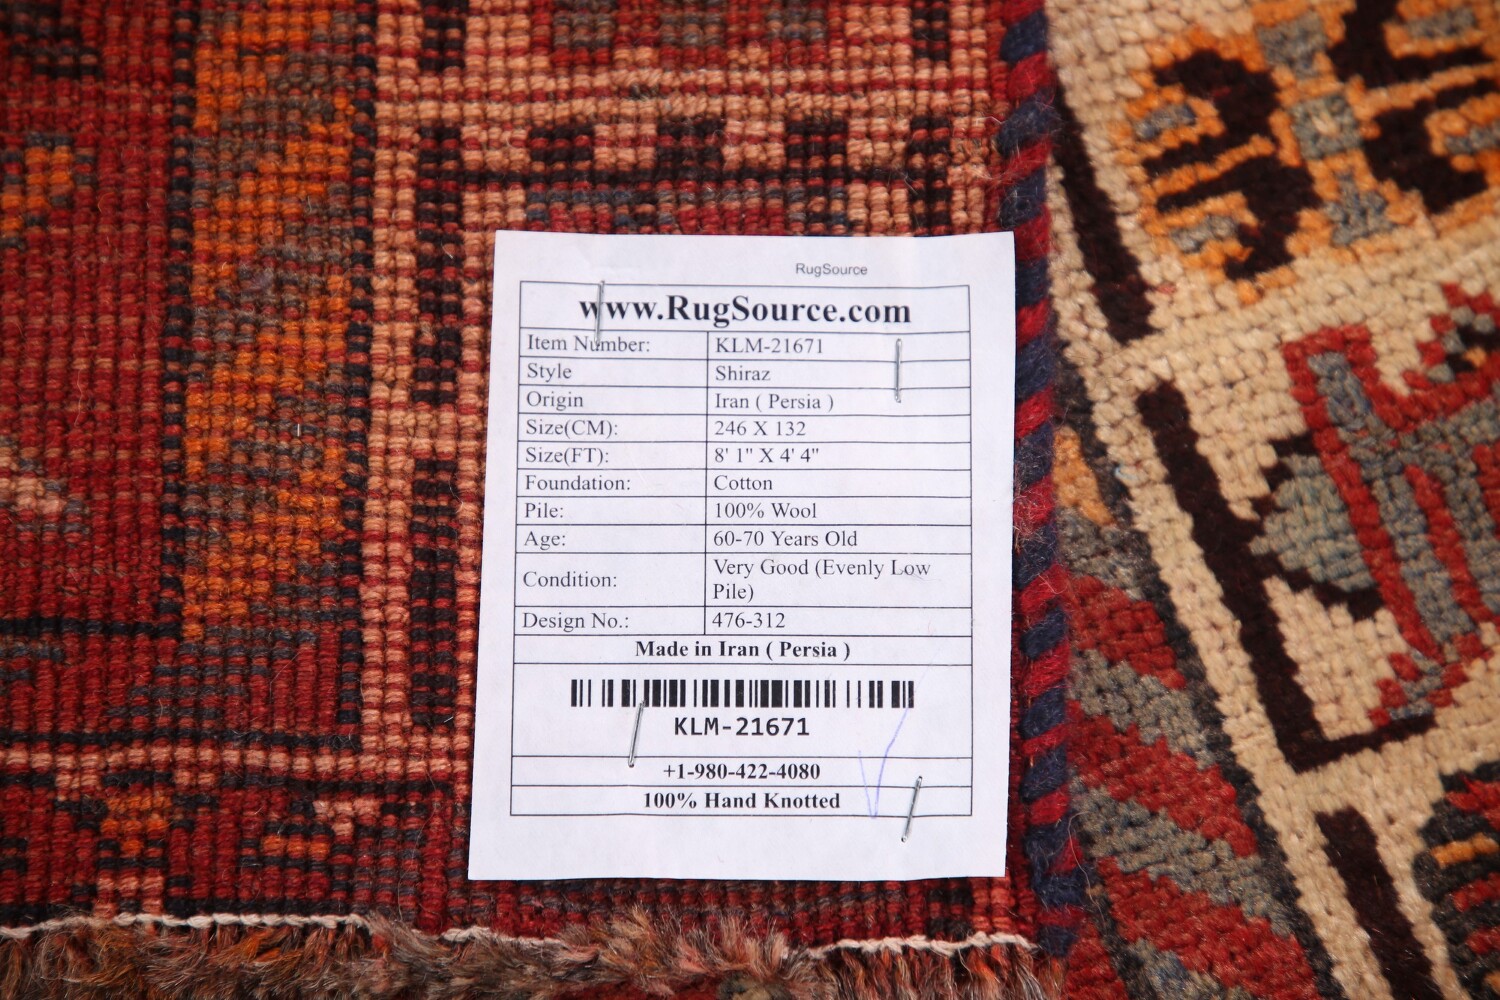 RugSource
www.RugSource.com
Item Number: KLM-21671
Style Shiraz
Origin Iran ( Persia )
Size(CM): 246 X 132
Size(FT): 8' 1" X 4' 4"
Foundation: Cotton
Pile: 100% Wool
Age: 60-70 Years Old
Condition: Very Good (Evenly Low
Pile)
Design No.: 476-312
Made in Iran ( Persia )
KLM-21671
+1-980-422-4080
100% Hand Knotted